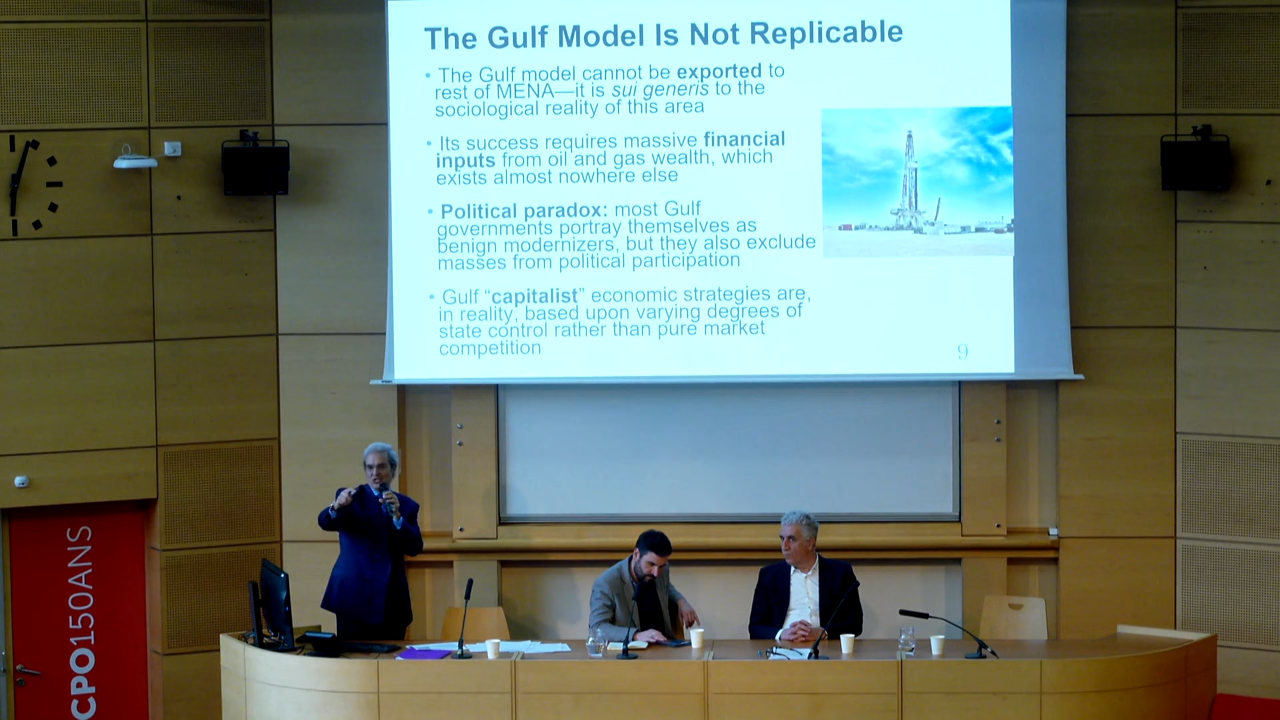 The Gulf Model Is Not Replicable
• The Gulf model cannot be exported to
rest of MENA—it is sui generis to the
sociological reality of this area
• Its success requires massive financial
inputs from oil and gas wealth, which
exists almost nowhere else
• Political paradox: most Gulf
governments portray themselves as
benign modernizers, but they also exclude
masses from political participation
• Gulf “capitalist” economic strategies are,
in reality, based upon varying degrees of
state control rather than pure market
competition
9
CPO150ANS